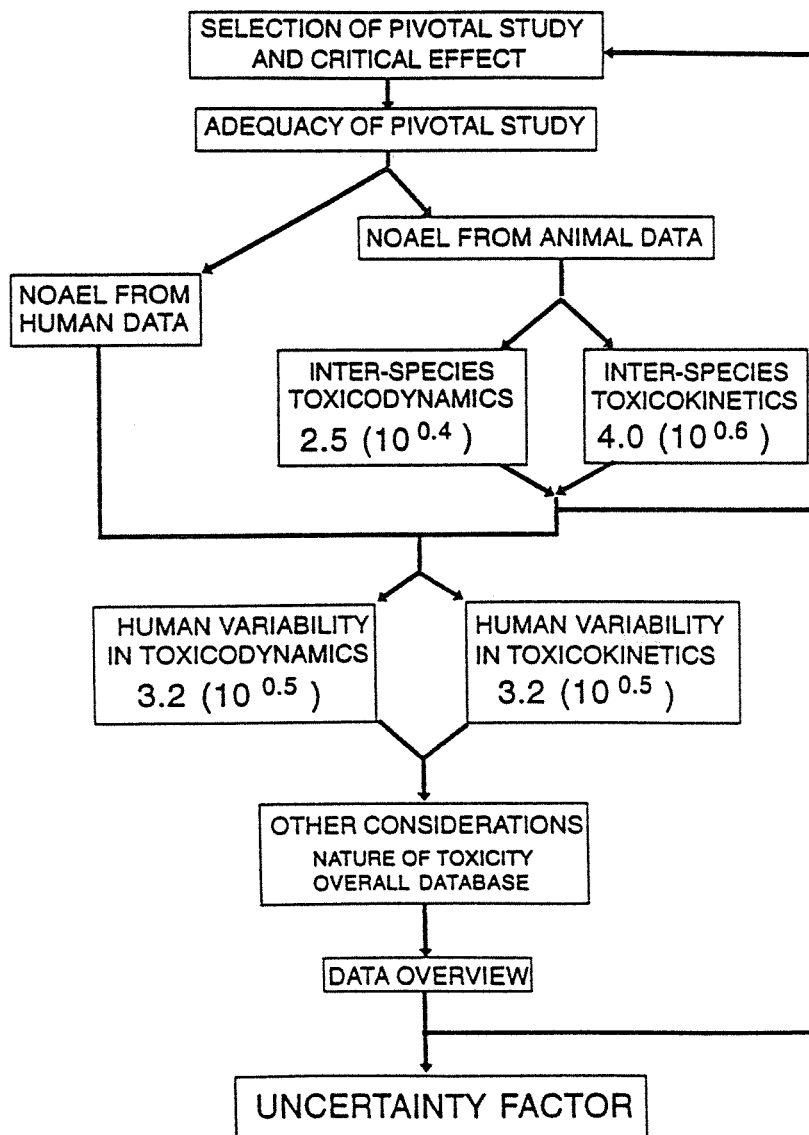 SELECTION OF PIVOTAL STUDY
AND CRITICAL EFFECT
ADEQUACY OF PIVOTAL STUDY
NOAEL FROM ANIMAL DATA
NOAEL FROM
HUMAN DATA
INTER-SPECIES
TOXICODYNAMICS
2.5 (10^0.4)
INTER-SPECIES
TOXICOKINETICS
4.0 (10^0.6)
HUMAN VARIABILITY
IN TOXICODYNAMICS
3.2 (10^0.5)
HUMAN VARIABILITY
IN TOXICOKINETICS
3.2 (10^0.5)
OTHER CONSIDERATIONS
NATURE OF TOXICITY
OVERALL DATABASE
DATA OVERVIEW
UNCERTAINTY FACTOR